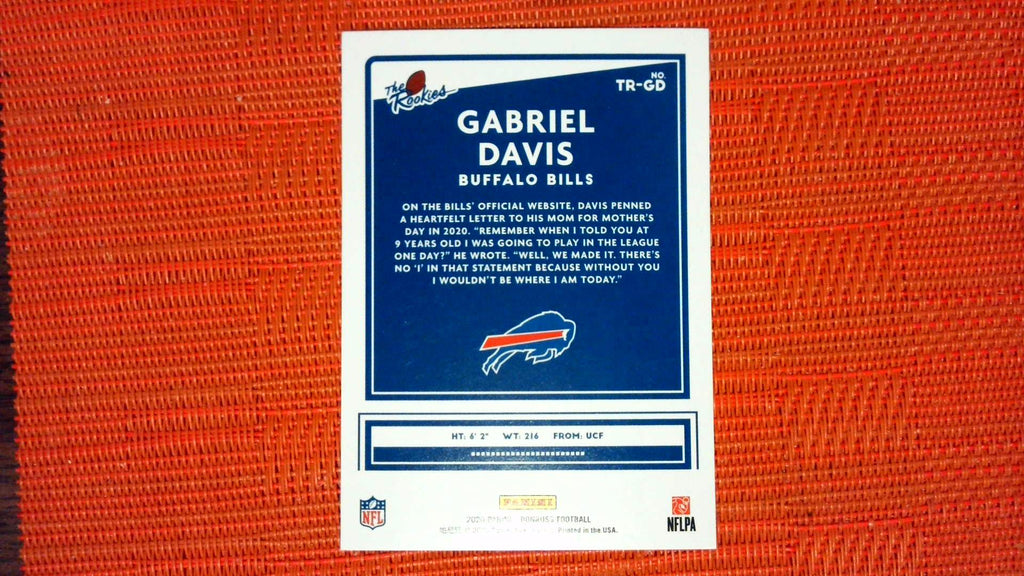 The
Rookies
NO.
TR-GD
GABRIEL
DAVIS
BUFFALO BILLS
ON THE BILLS' OFFICIAL WEBSITE, DAVIS PENNED
A HEARTFELT LETTER TO HIS MOM FOR MOTHER'S
DAY IN 2020. "REMEMBER WHEN I TOLD YOU AT
9 YEARS OLD I WAS GOING TO PLAY IN THE LEAGUE
ONE DAY?" HE WROTE. "WELL, WE MADE IT. THERE'S
NO 'I' IN THAT STATEMENT BECAUSE WITHOUT YOU
I WOULDN'T BE WHERE I AM TODAY."
HT: 6' 2" WT: 216 FROM: UCF
NFL
PANINI
2020 PANINI - DONRUSS FOOTBALL
Printed in the USA.
NFLPA